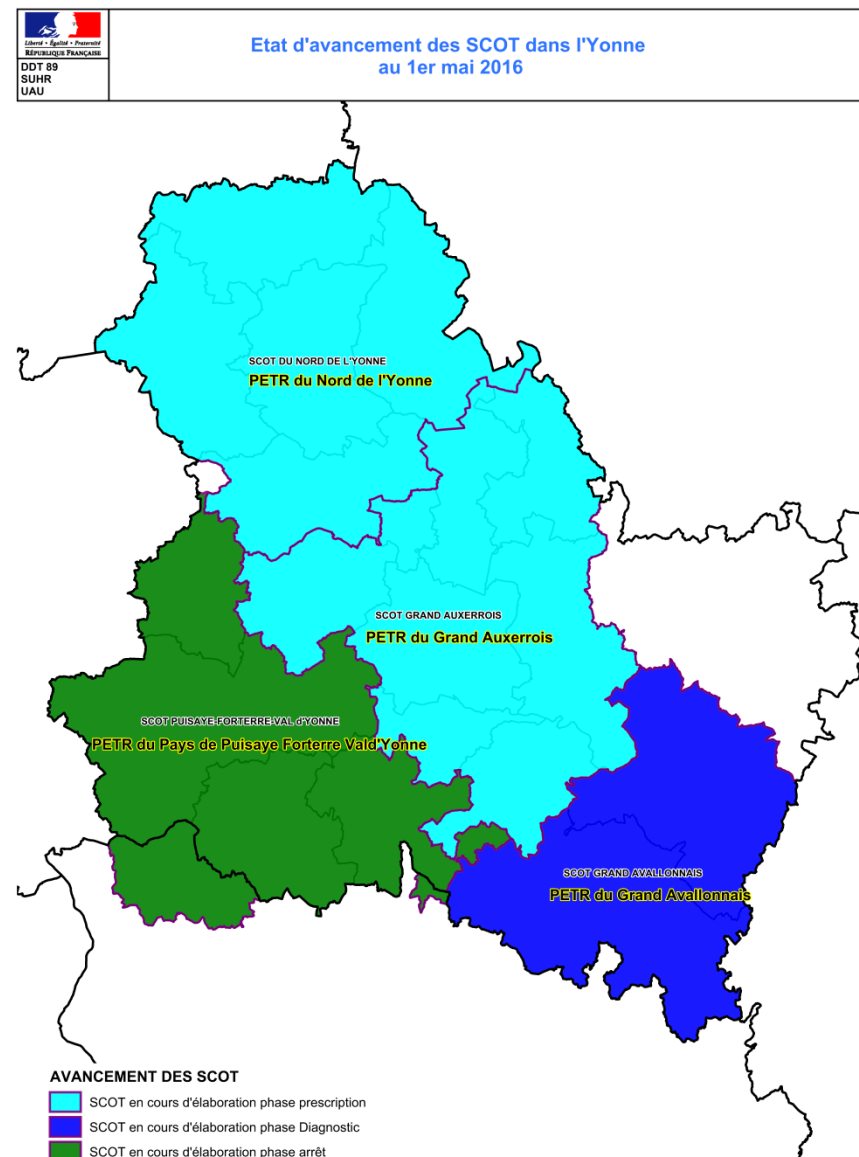 Liberté • Égalité • Fraternité
RÉPUBLIQUE FRANÇAISE
DDT 89
SUHR
UAU
Etat d'avancement des SCOT dans l'Yonne
au 1er mai 2016
SCOT DU NORD DE L'YONNE
PETR du Nord de l'Yonne
SCOT GRAND AUXERROIS
PETR du Grand Auxerrois
SCOT PUISAYE-FORTERRE-VAL d'YONNE
PETR du Pays de Puisaye Forterre Vald'Yonne
SCOT GRAND AVALLONNAIS
PETR du Grand Avallonnais
AVANCEMENT DES SCOT
SCOT en cours d'élaboration phase prescription
SCOT en cours d'élaboration phase Diagnostic
SCOT en cours d'élaboration phase arrêt